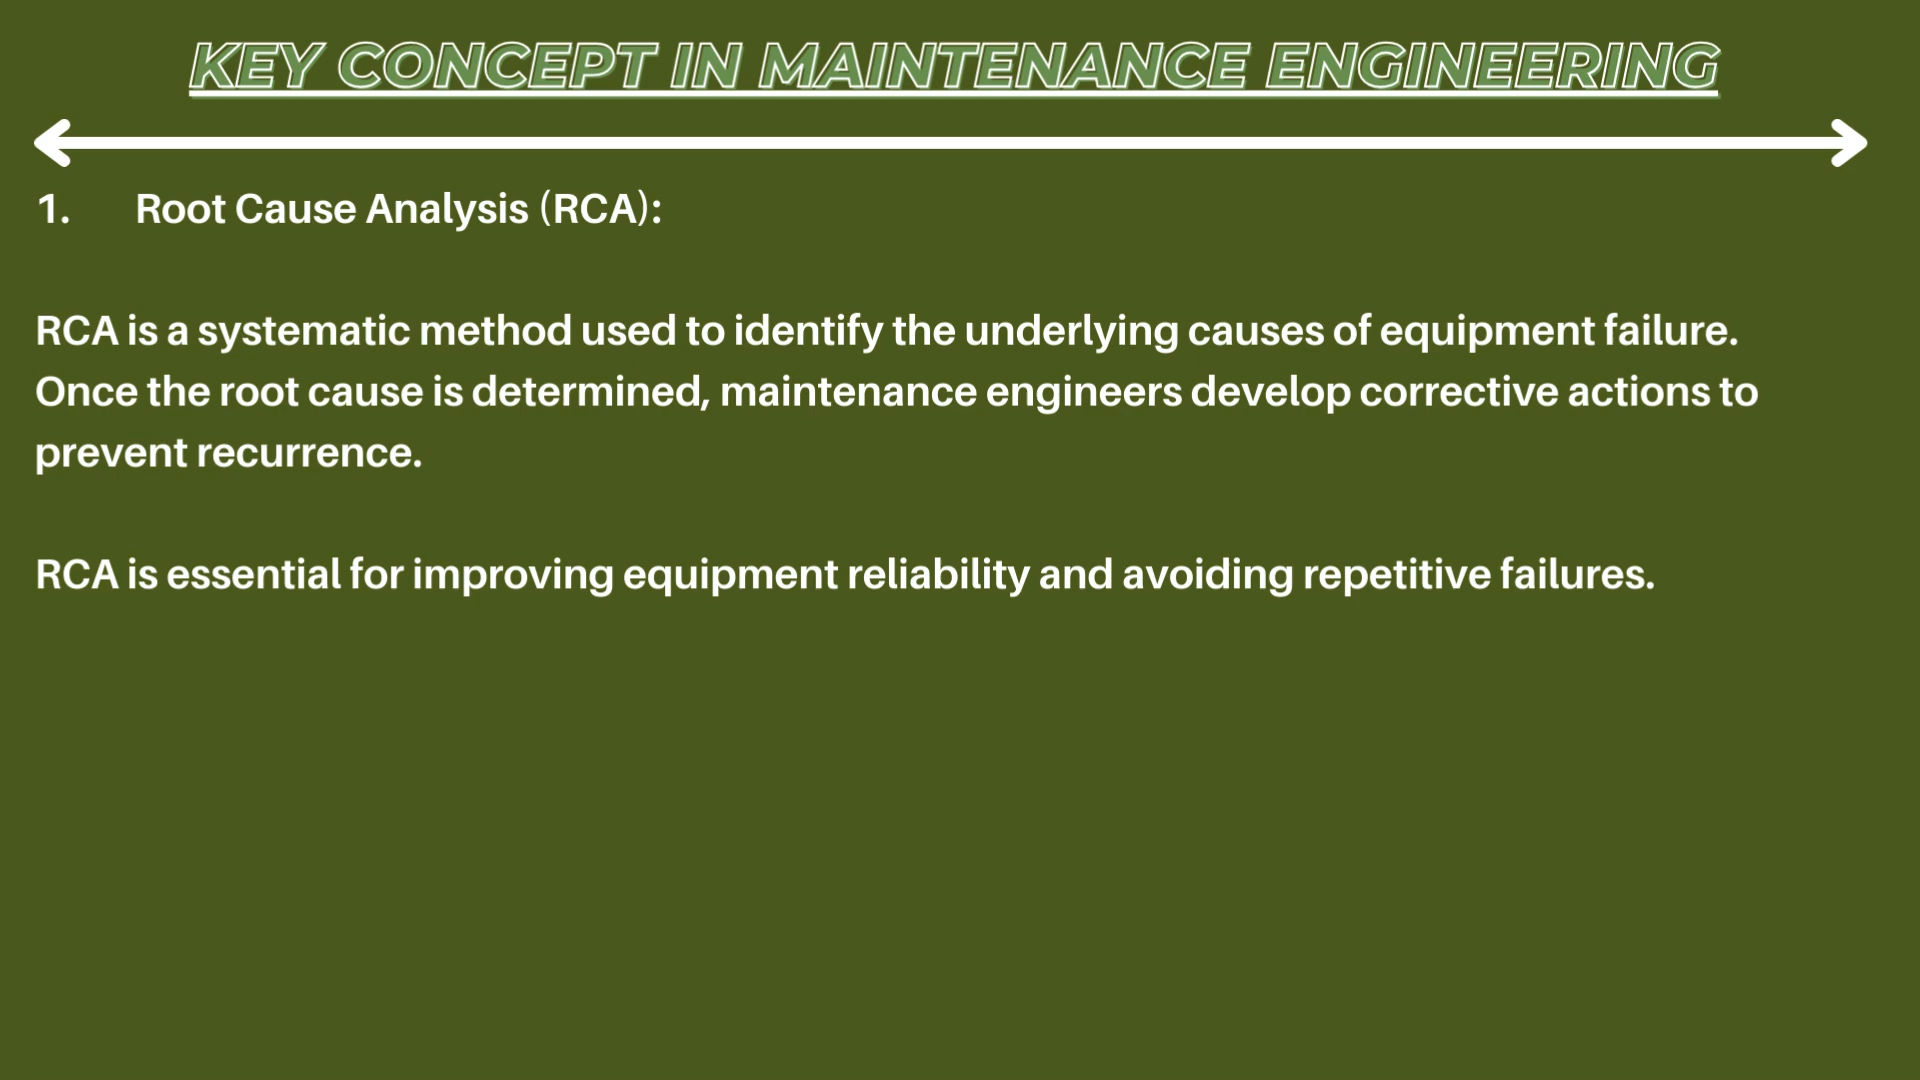 KEY CONCEPT IN MAINTENANCE ENGINEERING
1. Root Cause Analysis (RCA):
RCA is a systematic method used to identify the underlying causes of equipment failure.
Once the root cause is determined, maintenance engineers develop corrective actions to
prevent recurrence.
RCA is essential for improving equipment reliability and avoiding repetitive failures.